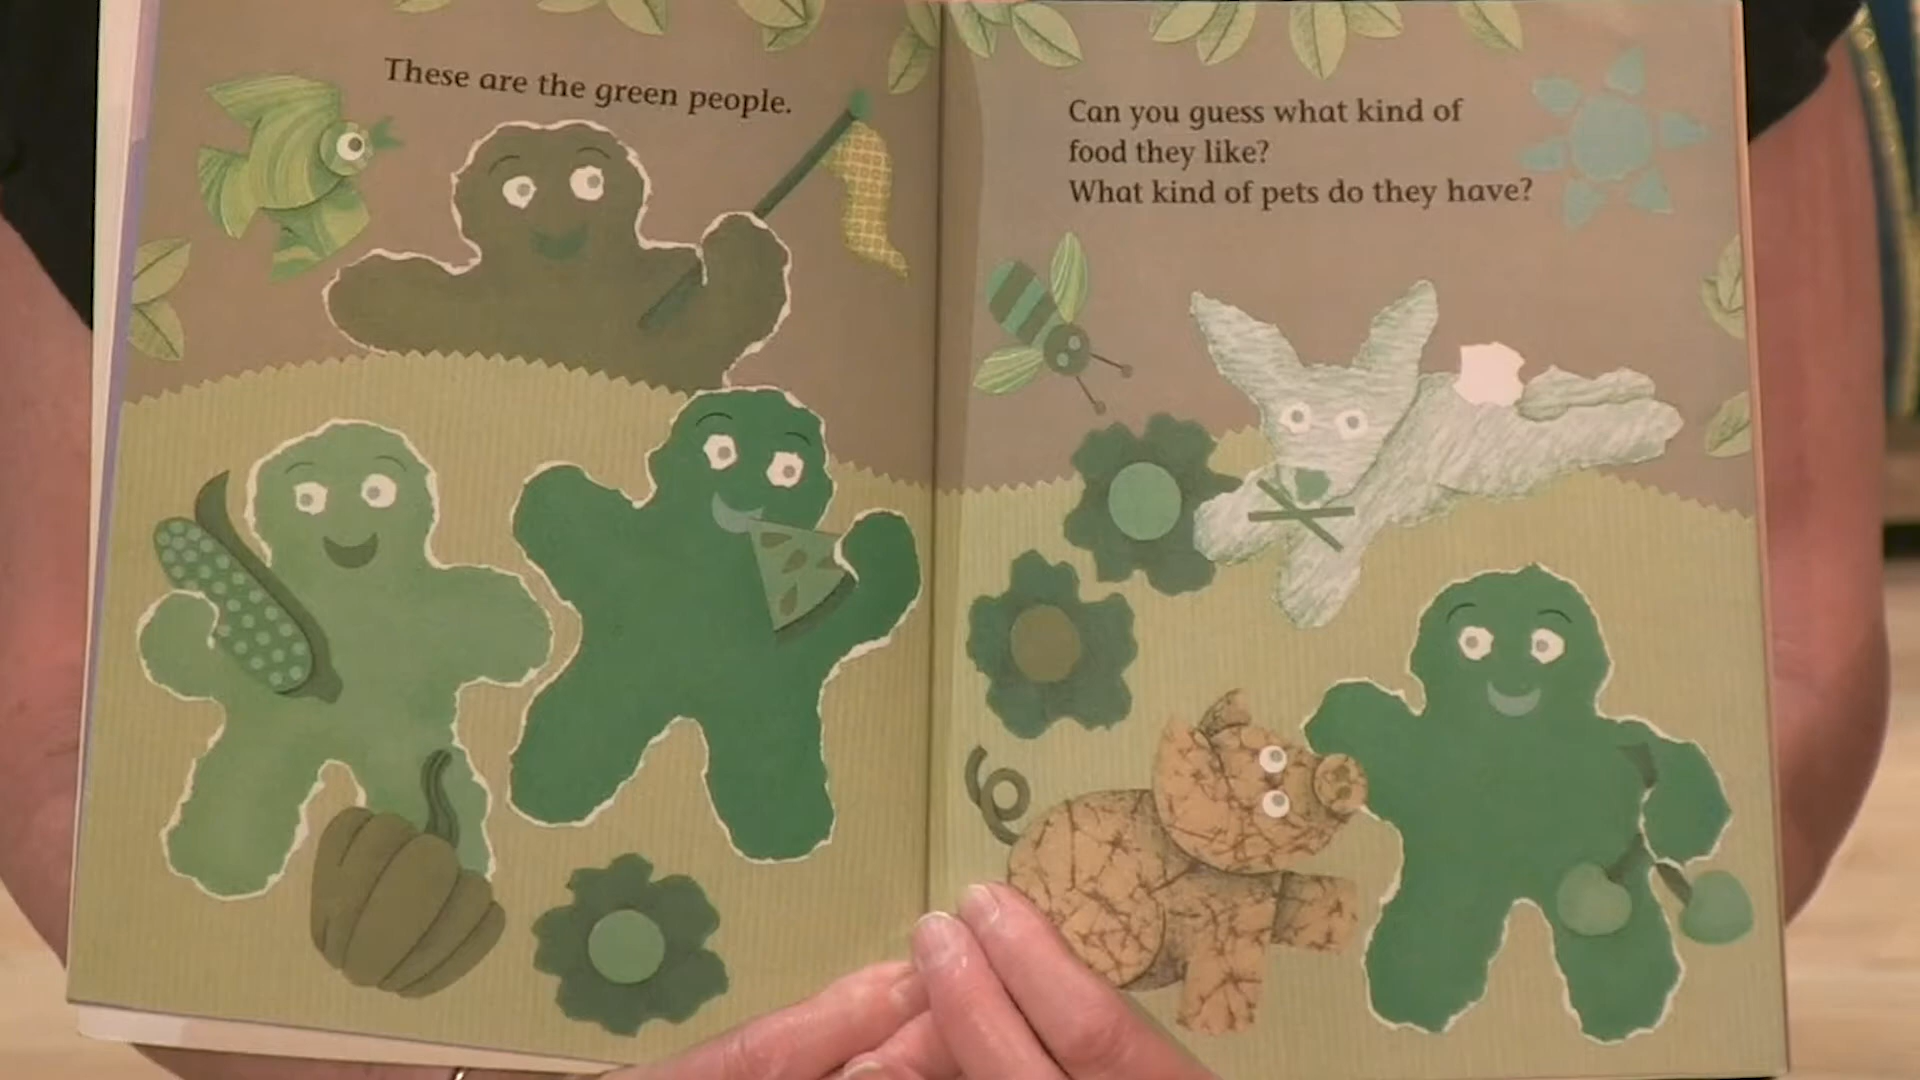 These are the green people.
Can you guess what kind of
food they like?
What kind of pets do they have?